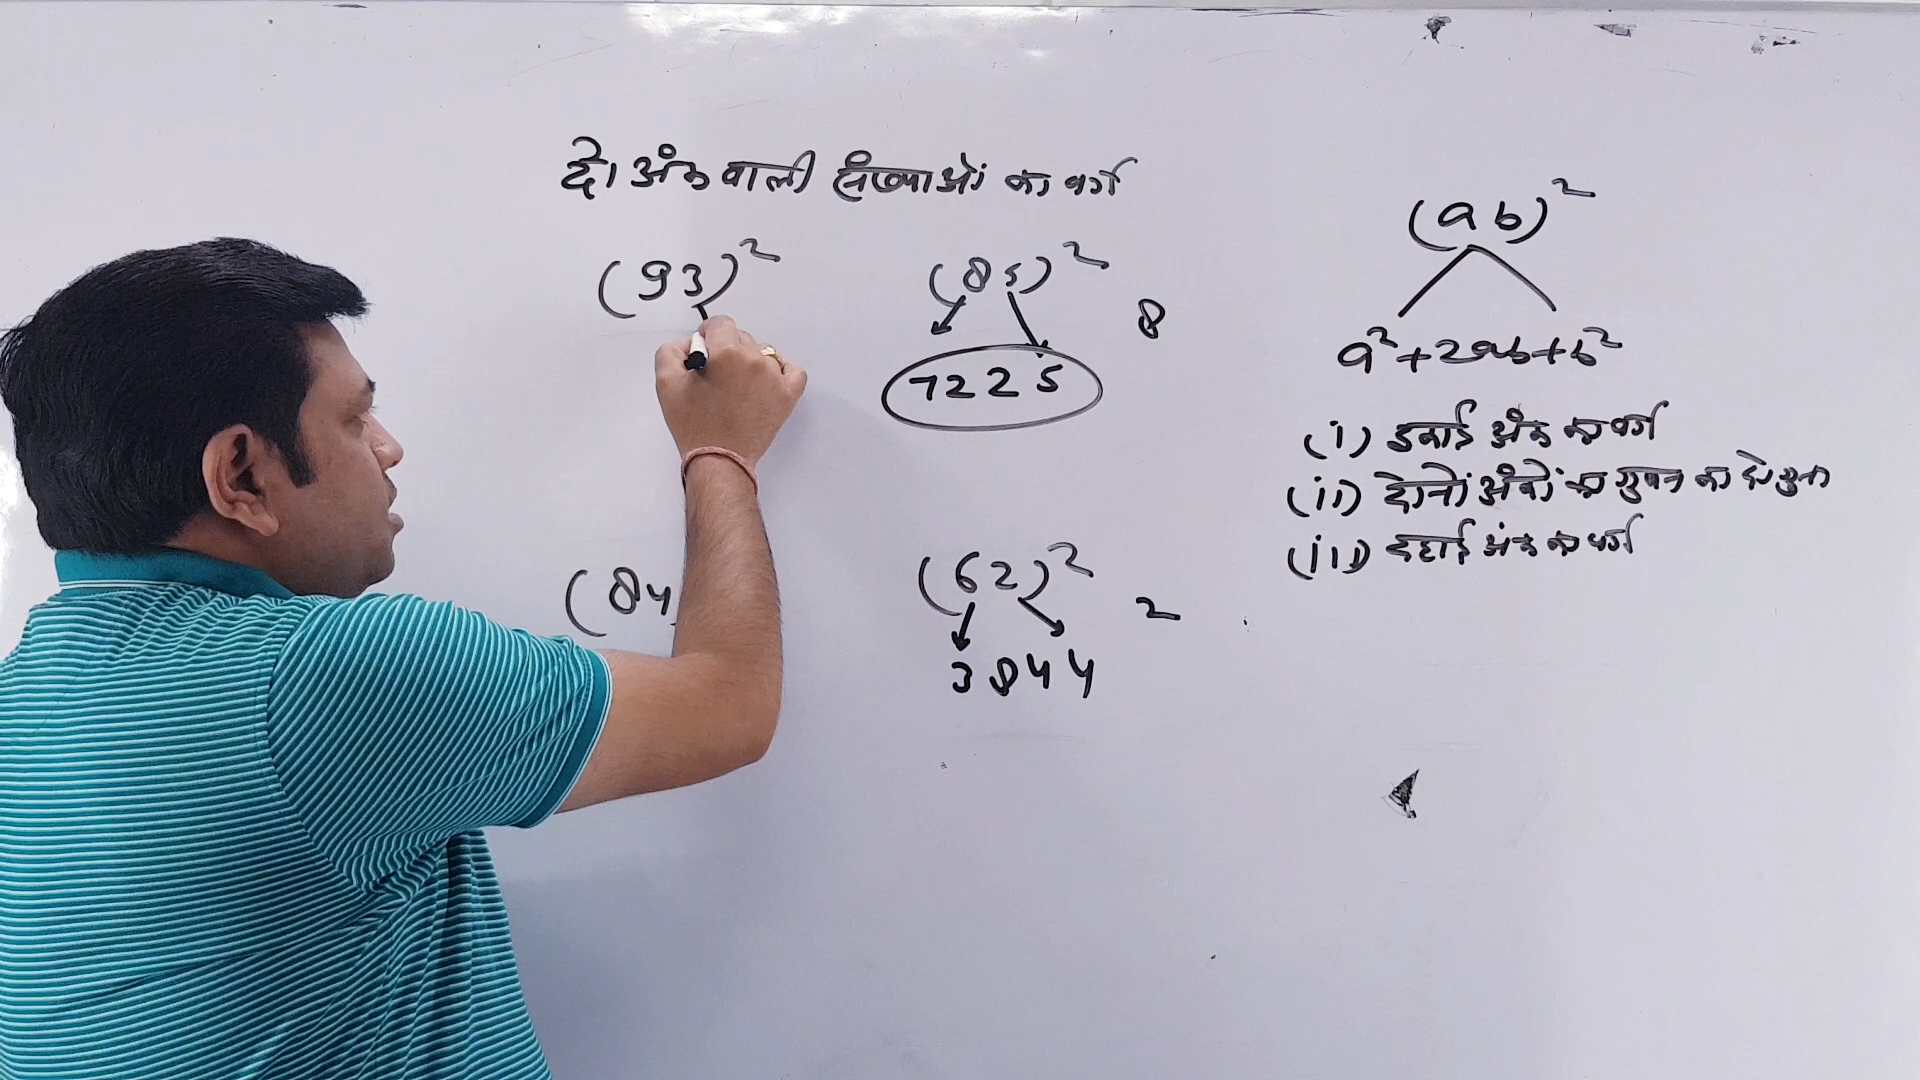 दो अंक वाली संख्याओं का वर्ग
(93)²
(85)²
8
7225
(84
(62)²
2
3844
(ab)²
a²+2ab+b²
(i) इकाई अंक का वर्ग
(ii) दोनों अंकों का गुणन का दो गुना
(iii) दहाई अंक का वर्ग